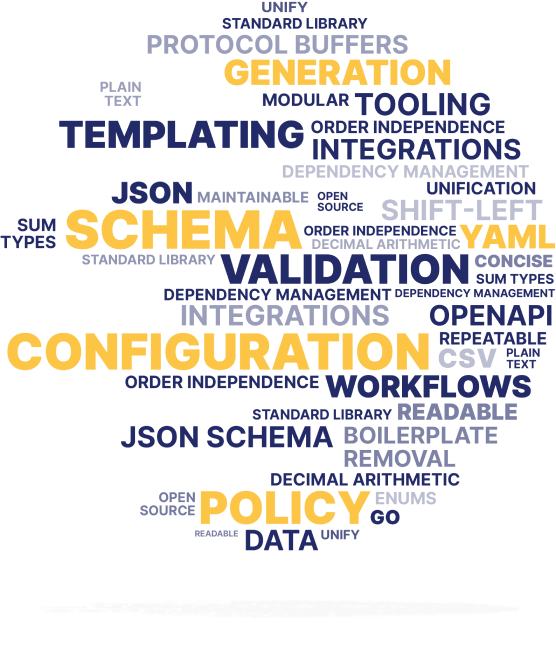 UNIFY
STANDARD LIBRARY
PROTOCOL BUFFERS
GENERATION
PLAIN
TEXT
MODULAR
TOOLING
TEMPLATING
ORDER INDEPENDENCE
INTEGRATIONS
DEPENDENCY MANAGEMENT
JSON
MAINTAINABLE
OPEN
SOURCE
UNIFICATION
SHIFT-LEFT
SUM
TYPES
SCHEMA
ORDER INDEPENDENCE
DECIMAL ARITHMETIC
YAML
STANDARD LIBRARY
VALIDATION
CONCISE
SUM TYPES
DEPENDENCY MANAGEMENT
DEPENDENCY MANAGEMENT
INTEGRATIONS
OPENAPI
CONFIGURATION
REPEATABLE
CSV
PLAIN
TEXT
ORDER INDEPENDENCE
WORKFLOWS
STANDARD LIBRARY
READABLE
JSON SCHEMA
BOILERPLATE
REMOVAL
DECIMAL ARITHMETIC
OPEN
SOURCE
POLICY
ENUMS
GO
READABLE
DATA
UNIFY